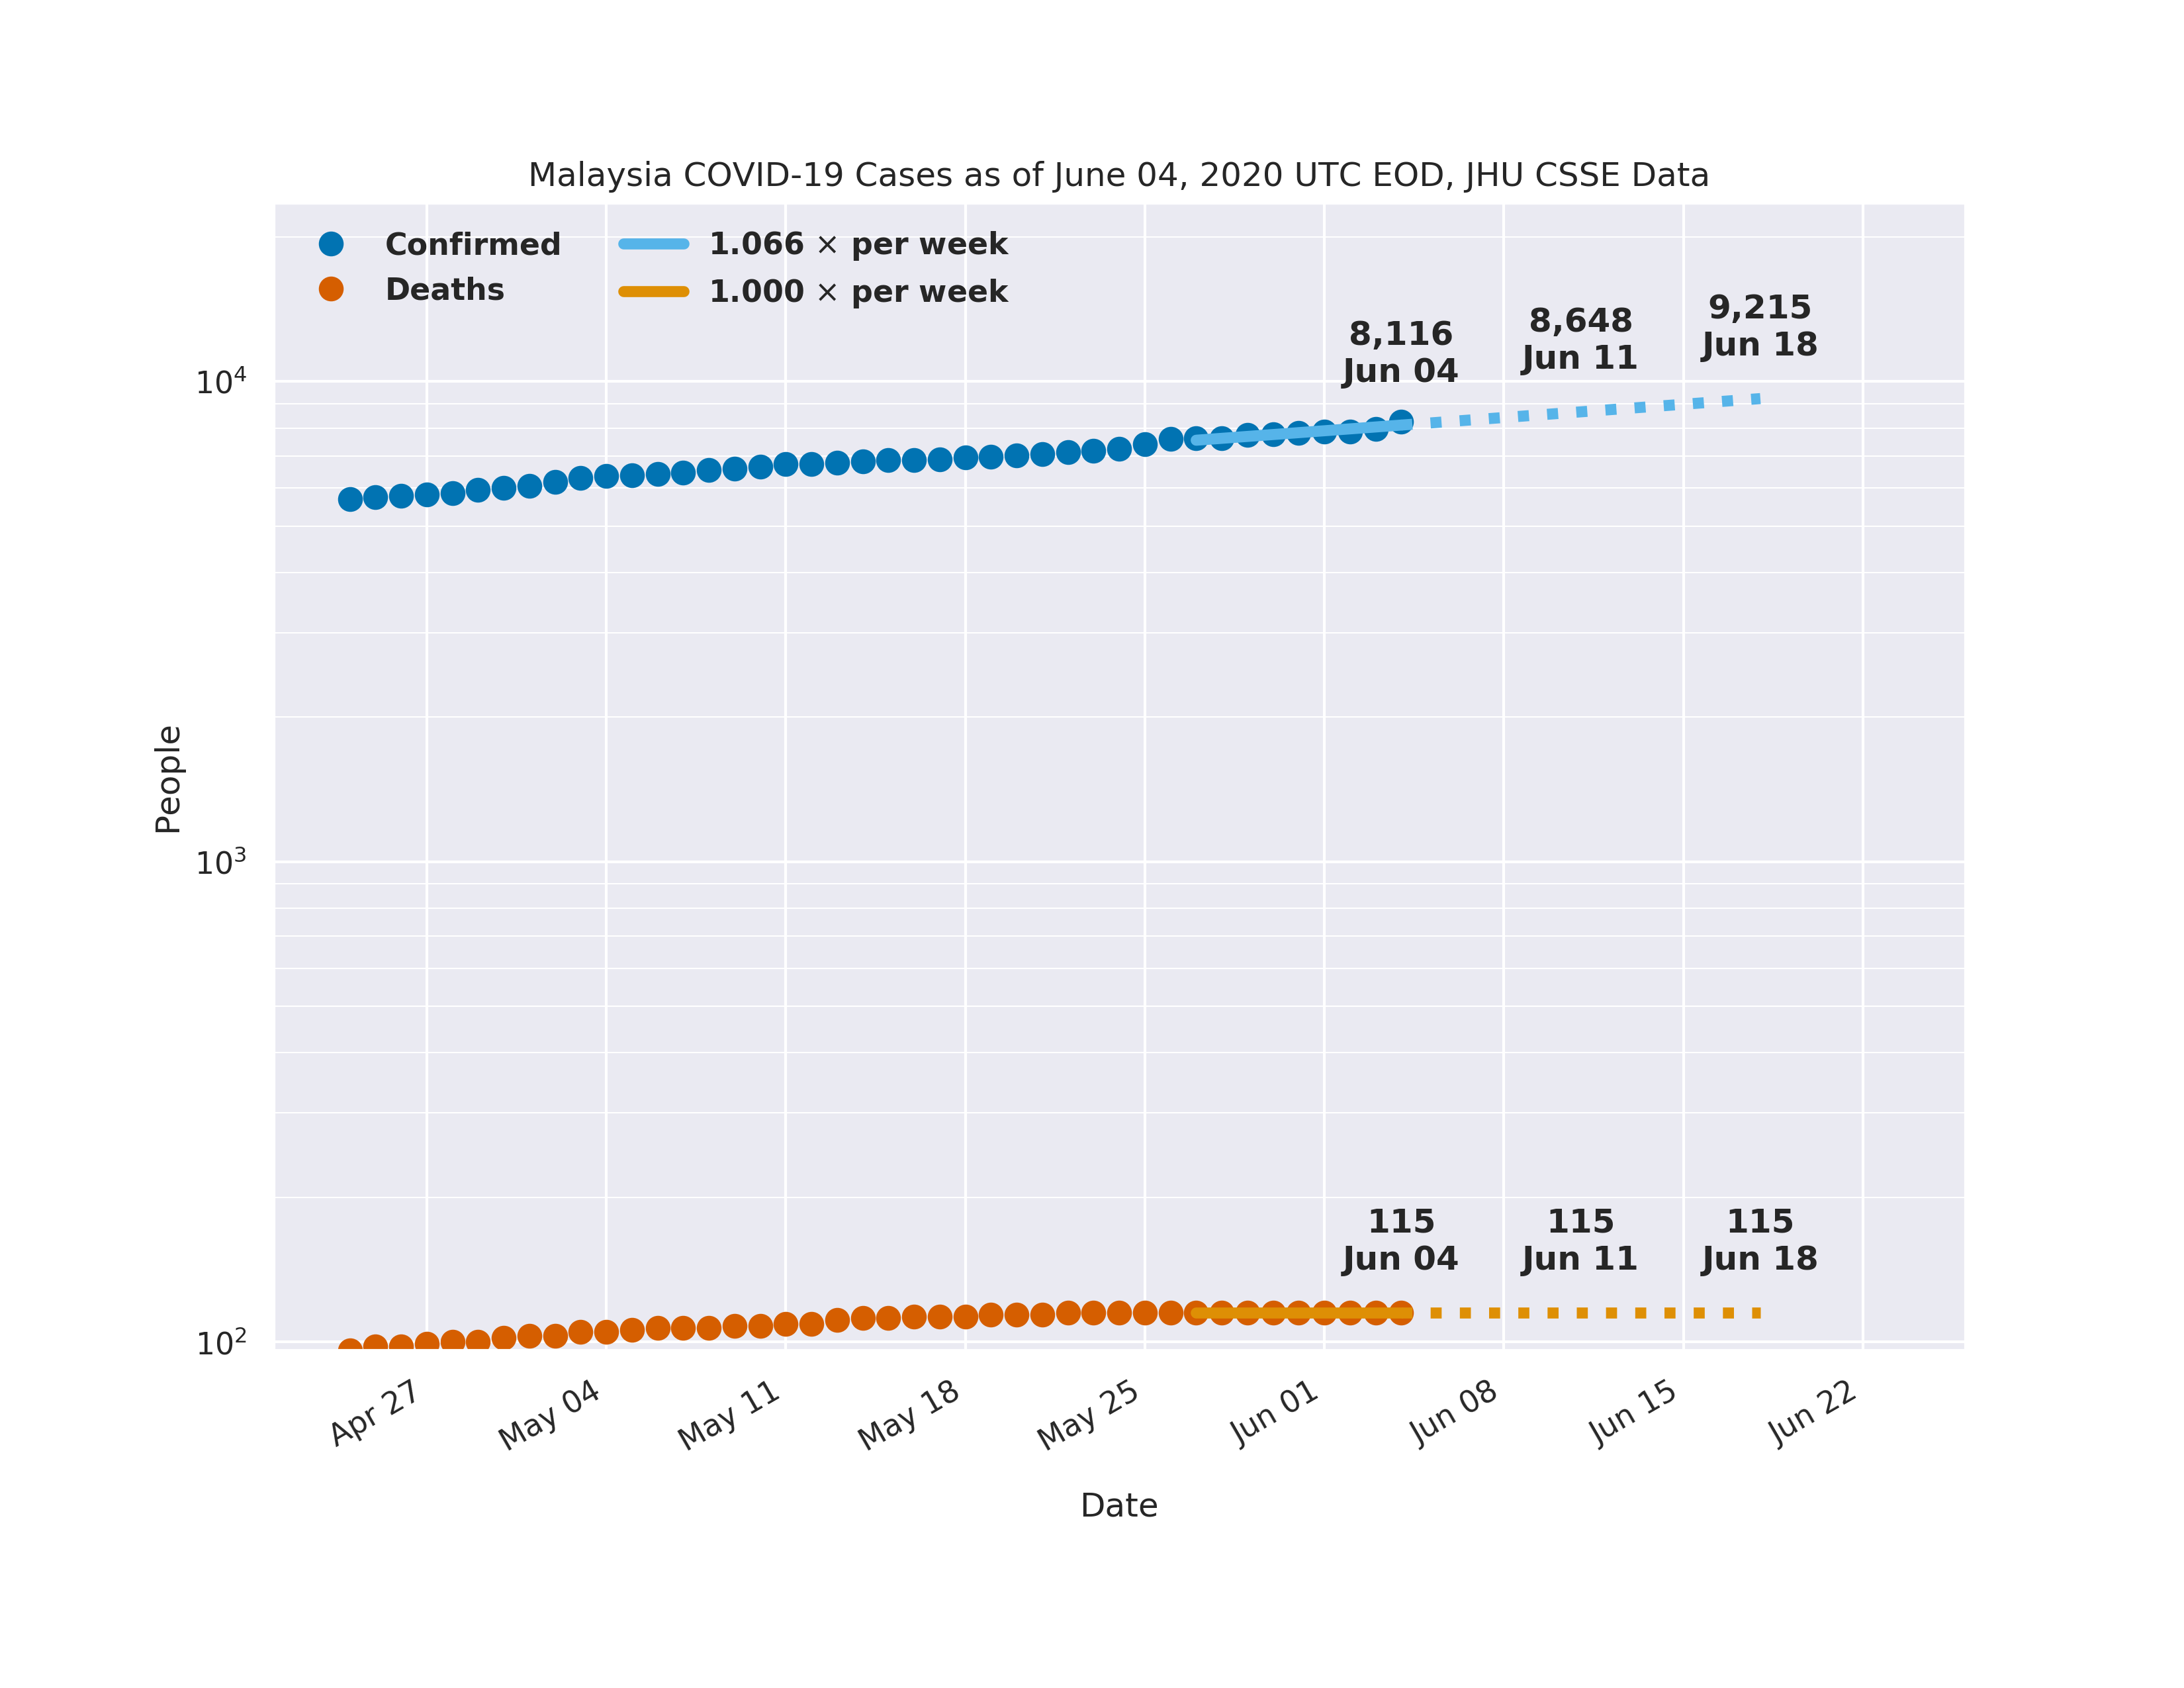 Malaysia COVID-19 Cases as of June 04, 2020 UTC EOD, JHU CSSE Data
Confirmed
Deaths
1.066 × per week
1.000 × per week
8,116
Jun 04
8,648
Jun 11
9,215
Jun 18
10⁴
10³
10²
People
115
Jun 04
115
Jun 11
115
Jun 18
Apr 27
May 04
May 11
May 18
May 25
Jun 01
Jun 08
Jun 15
Jun 22
Date